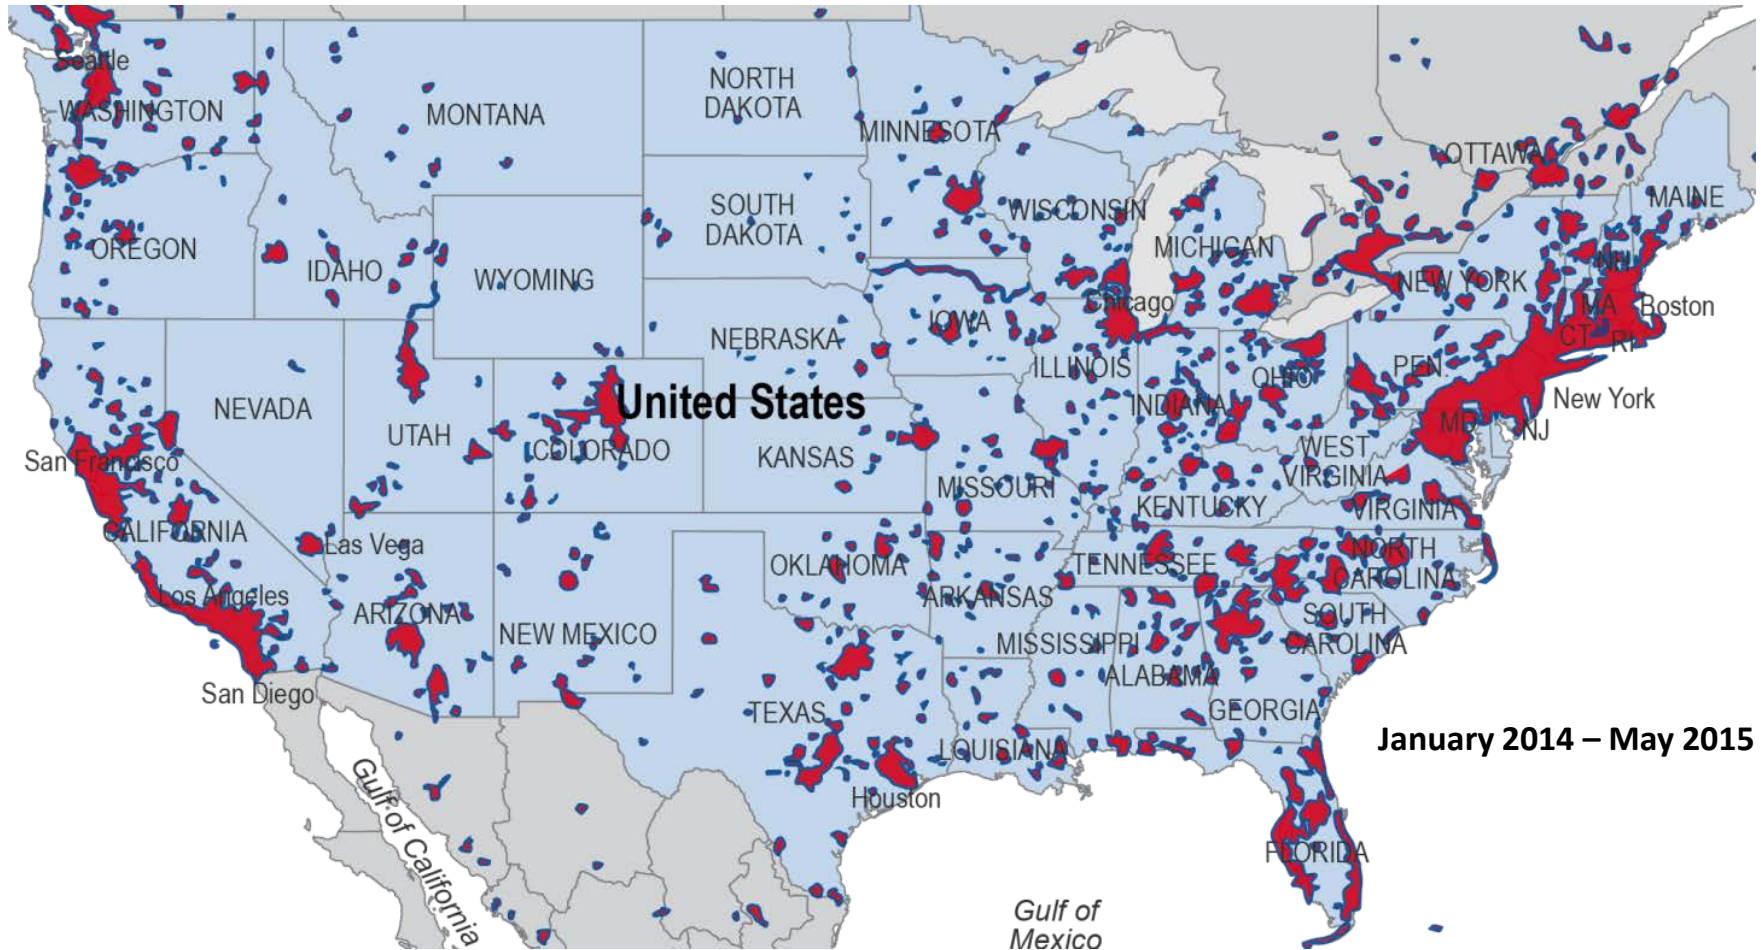 Seattle
WASHINGTON
MONTANA
NORTH
DAKOTA
MINNESOTA
OTTAWA
MAINE
OREGON
IDAHO
WYOMING
SOUTH
DAKOTA
WISCONSIN
MICHICAN
NEW YORK
NH
MA
Boston
CT
RI
Chicago
IOWA
NEBRASKA
ILLINOIS
INDIANA
OHIO
PEN
New York
NJ
MD
United States
NEVADA
UTAH
COLORADO
KANSAS
MISSOURI
WEST
VIRGINIA
KENTUCKY
VIRGINIA
San Francisco
CALIFORNIA
Las Vega
Los Angeles
ARIZONA
NEW MEXICO
OKLAHOMA
ARKANSAS
TENNESSEE
NORTH
CAROLINA
SOUTH
CAROLINA
MISSISSIPPI
ALABAMA
GEORGIA
San Diego
TEXAS
LOUISIANA
Houston
January 2014 – May 2015
FLORIDA
Gulf of California
Gulf of
Mexico